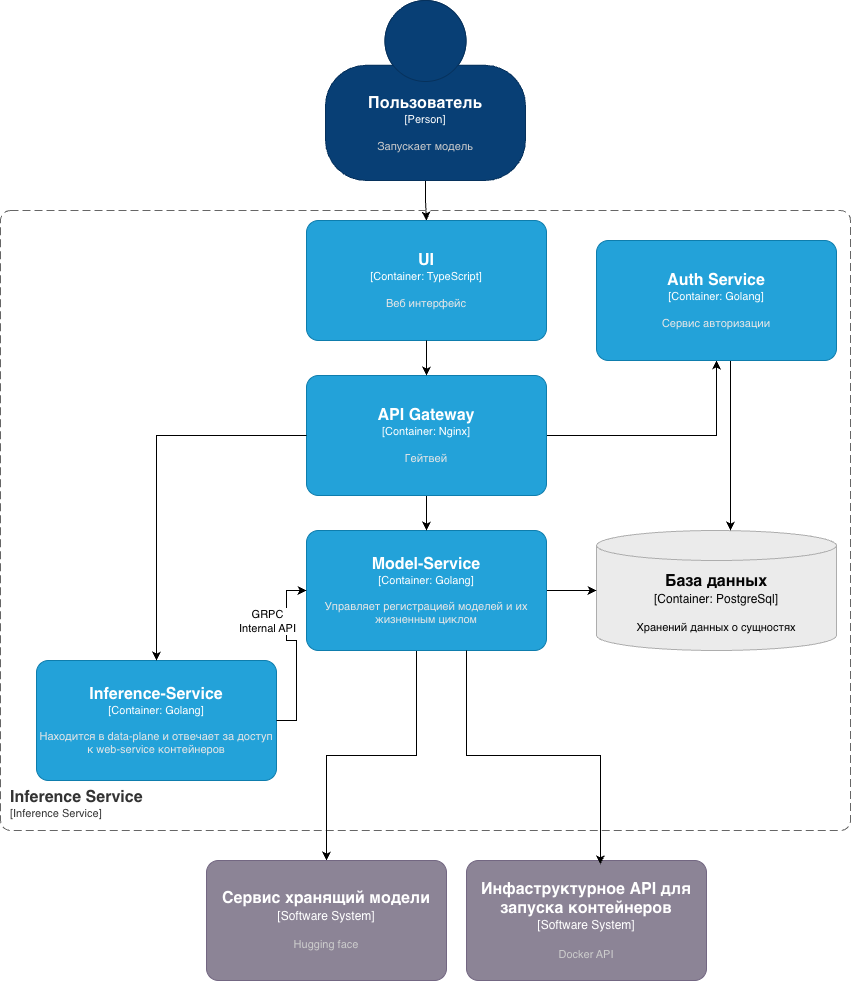 Пользователь
[Person]
Запускает модель
UI
[Container: TypeScript]
Веб интерфейс
Auth Service
[Container: Golang]
Сервис авторизации
API Gateway
[Container: Nginx]
Гейтвей
Model-Service
[Container: Golang]
Управляет регистрацией моделей и их
жизненным циклом
База данных
[Container: PostgreSql]
Хранений данных о сущностях
GRPC
Internal API
Inference-Service
[Container: Golang]
Находится в data-plane и отвечает за доступ
к web-service контейнеров
Inference Service
[Inference Service]
Сервис хранящий модели
[Software System]
Hugging face
Инфаструктурное API для
запуска контейнеров
[Software System]
Docker API